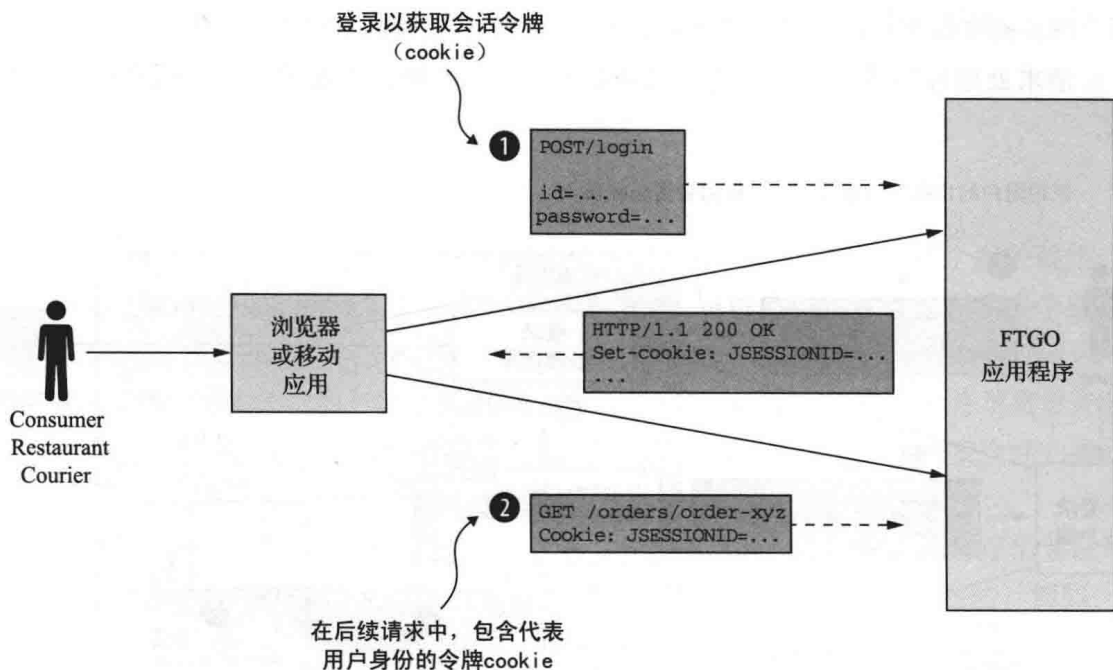 登录以获取会话令牌
（cookie）
❶
POST/login
id=...
password=...
浏览器
或移动
应用
HTTP/1.1 200 OK
Set-cookie: JSESSIONID=...
...
FTGO
应用程序
Consumer
Restaurant
Courier
❷
GET /orders/order-xyz
Cookie: JSESSIONID=...
在后续请求中，包含代表
用户身份的令牌cookie